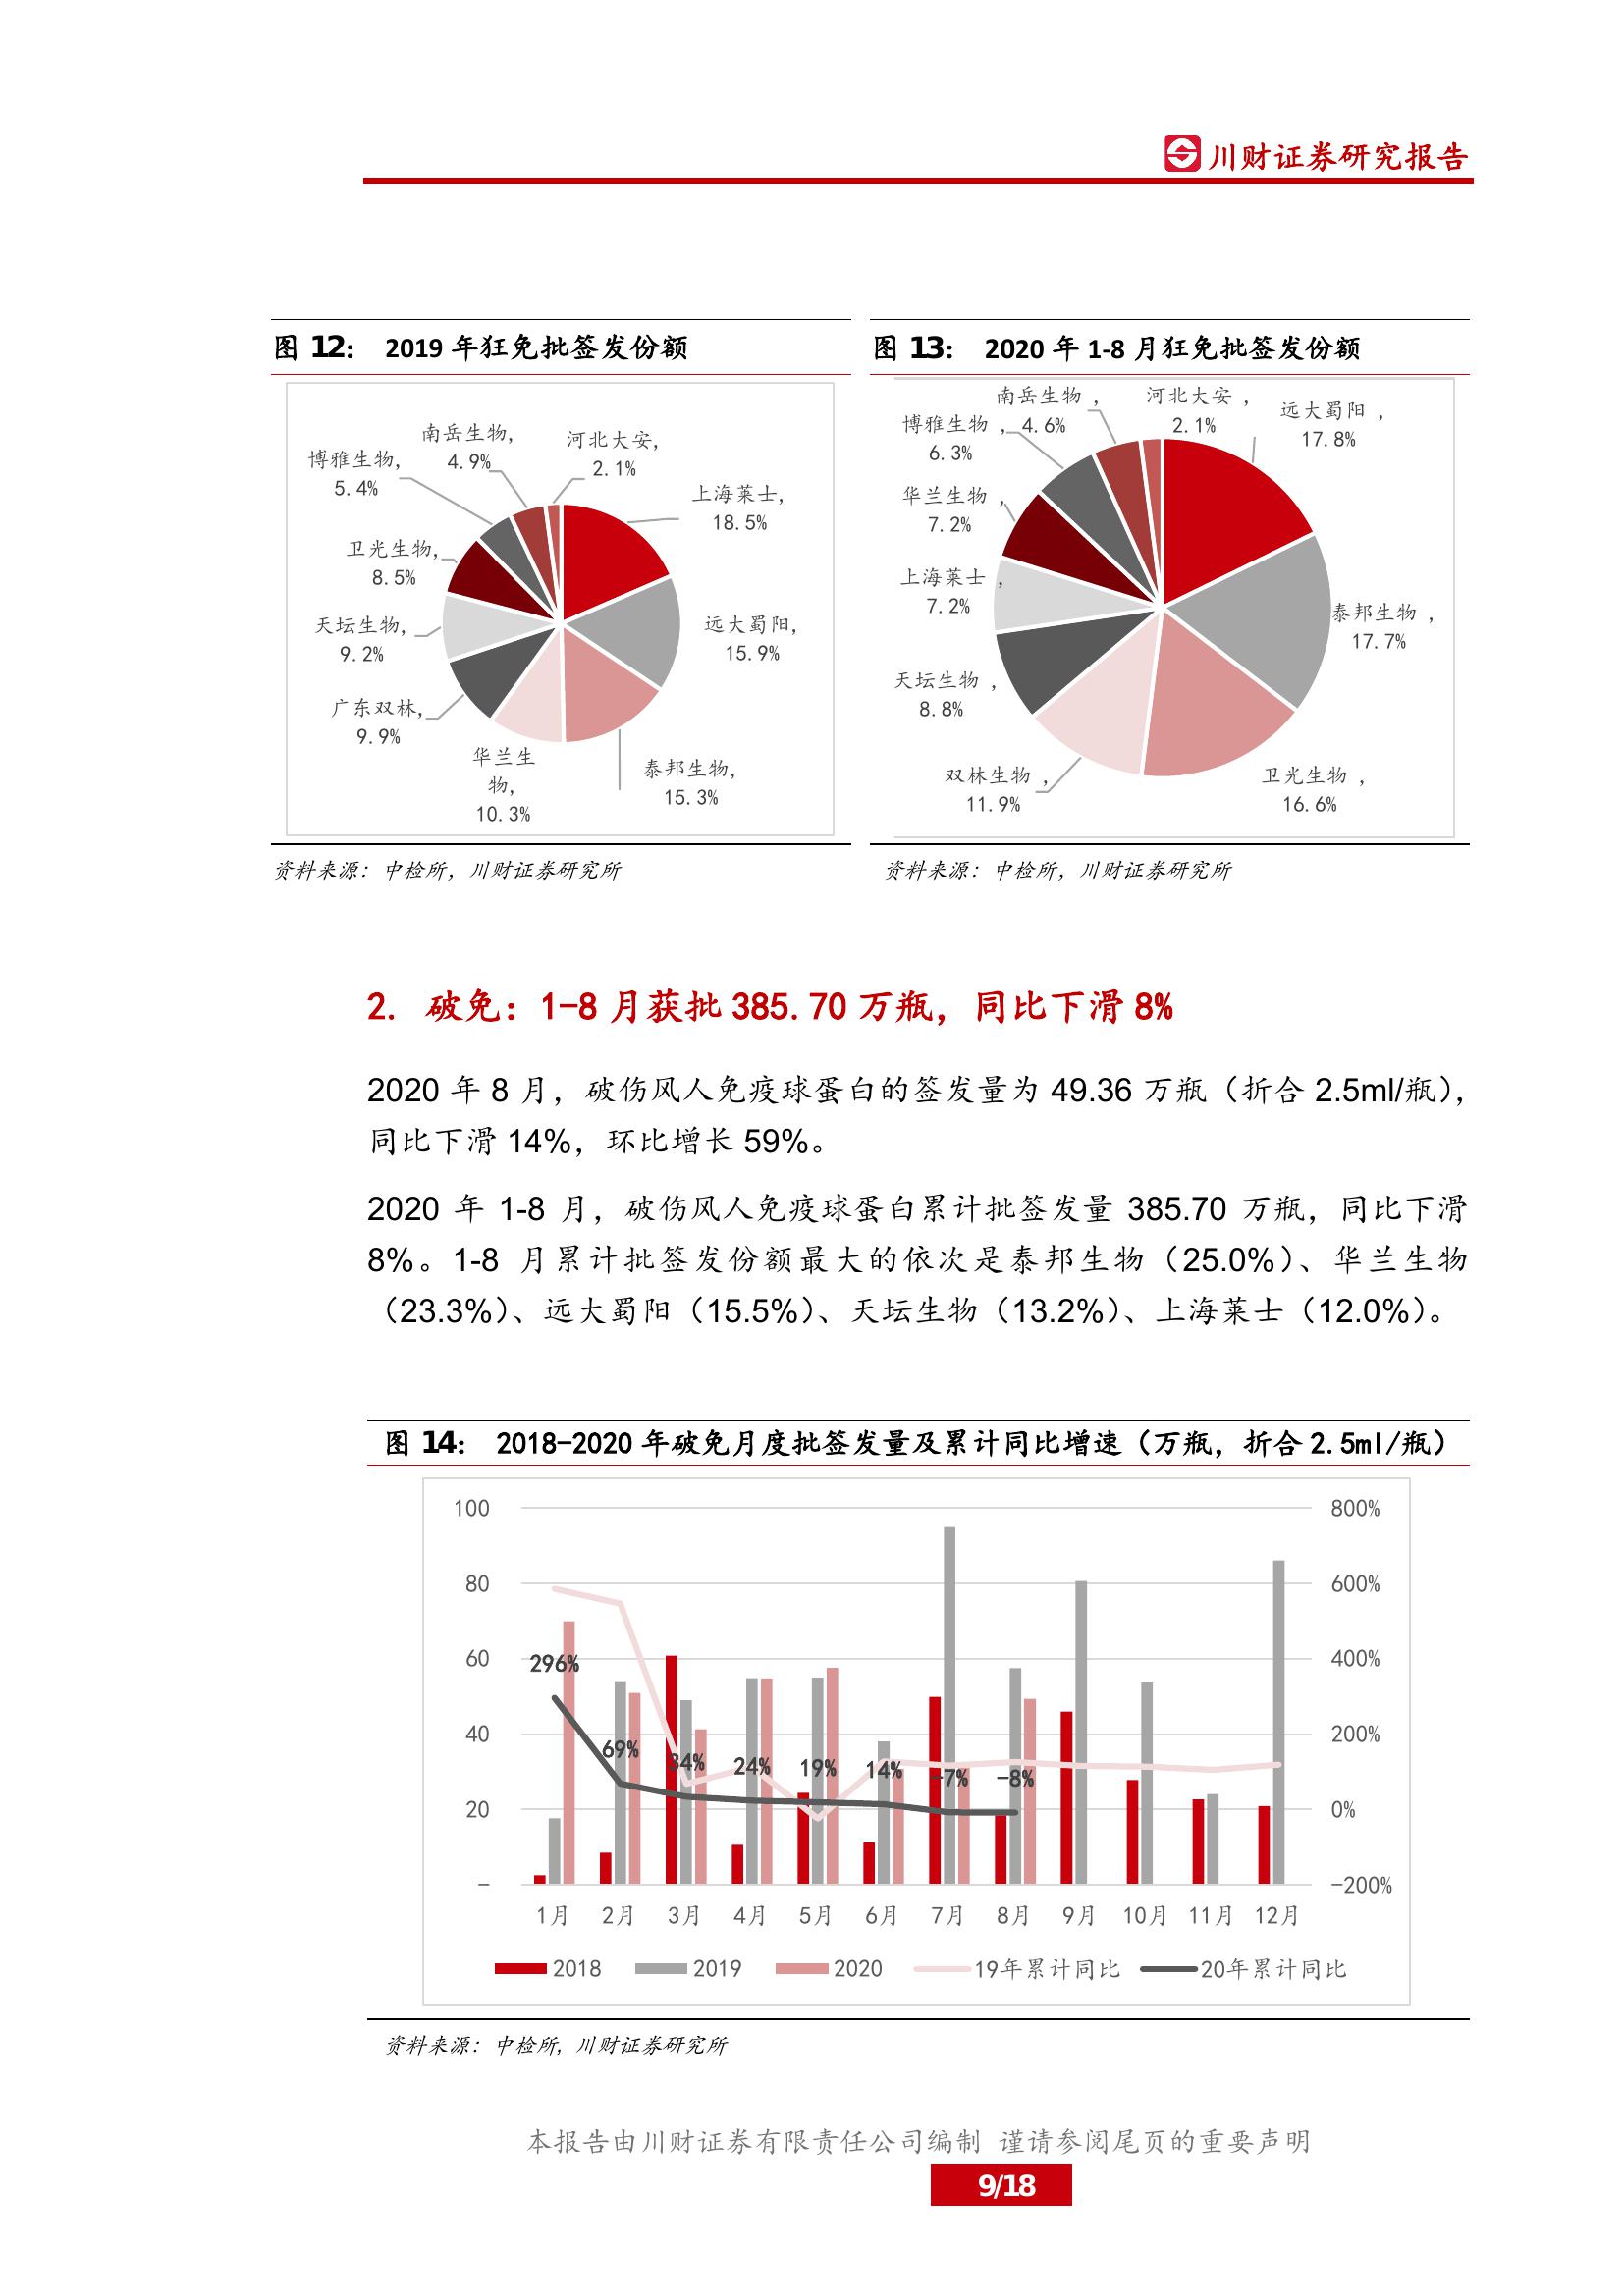 川财证券研究报告
图 12： 2019 年狂免批签发份额
南岳生物,
4.9%
河北大安,
2.1%
博雅生物,
5.4%
上海莱士,
18.5%
卫光生物,
8.5%
天坛生物,
9.2%
远大蜀阳,
15.9%
广东双林,
9.9%
华兰生
物,
10.3%
泰邦生物,
15.3%
资料来源：中检所，川财证券研究所
图 13： 2020 年 1-8 月狂免批签发份额
南岳生物 ,
4.6%
河北大安 ,
2.1%
远大蜀阳 ,
17.8%
博雅生物 ,
6.3%
华兰生物 ,
7.2%
上海莱士 ,
7.2%
泰邦生物 ,
17.7%
天坛生物 ,
8.8%
双林生物 ,
11.9%
卫光生物 ,
16.6%
资料来源：中检所，川财证券研究所
2. 破免：1-8 月获批 385.70 万瓶，同比下滑 8%
2020 年 8 月，破伤风人免疫球蛋白的签发量为 49.36 万瓶（折合 2.5ml/瓶），
同比下滑 14%，环比增长 59%。
2020 年 1-8 月，破伤风人免疫球蛋白累计批签发量 385.70 万瓶，同比下滑
8%。1-8 月累计批签发份额最大的依次是泰邦生物（25.0%）、华兰生物
（23.3%）、远大蜀阳（15.5%）、天坛生物（13.2%）、上海莱士（12.0%）。
图 14： 2018-2020 年破免月度批签发量及累计同比增速（万瓶，折合 2.5ml/瓶）
100 800%
80 600%
60 400%
40 200%
20 0%
- -200%
296% 69% 34% 24% 19% 14% -7% -8%
1月 2月 3月 4月 5月 6月 7月 8月 9月 10月 11月 12月
2018 2019 2020 19年累计同比 20年累计同比
资料来源：中检所，川财证券研究所
本报告由川财证券有限责任公司编制 谨请参阅尾页的重要声明
9/18